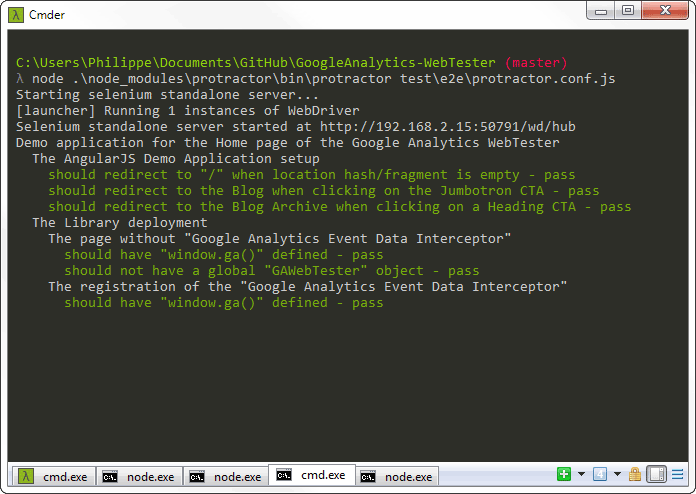 Cmder
C:\Users\Philippe\Documents\GitHub\GoogleAnalytics-WebTester (master)
λ node .\node_modules\protractor\bin\protractor test\e2e\protractor.conf.js
Starting selenium standalone server...
[launcher] Running 1 instances of WebDriver
Selenium standalone server started at http://192.168.2.15:50791/wd/hub
Demo application for the Home page of the Google Analytics WebTester
The AngularJS Demo Application setup
should redirect to "/" when location hash/fragment is empty - pass
should redirect to the Blog when clicking on the Jumbotron CTA - pass
should redirect to the Blog Archive when clicking on a Heading CTA - pass
The Library deployment
The page without "Google Analytics Event Data Interceptor"
should have "window.ga()" defined - pass
should not have a global "GAWebTester" object - pass
The registration of the "Google Analytics Event Data Interceptor"
should have "window.ga()" defined - pass
cmd.exe node.exe node.exe cmd.exe node.exe